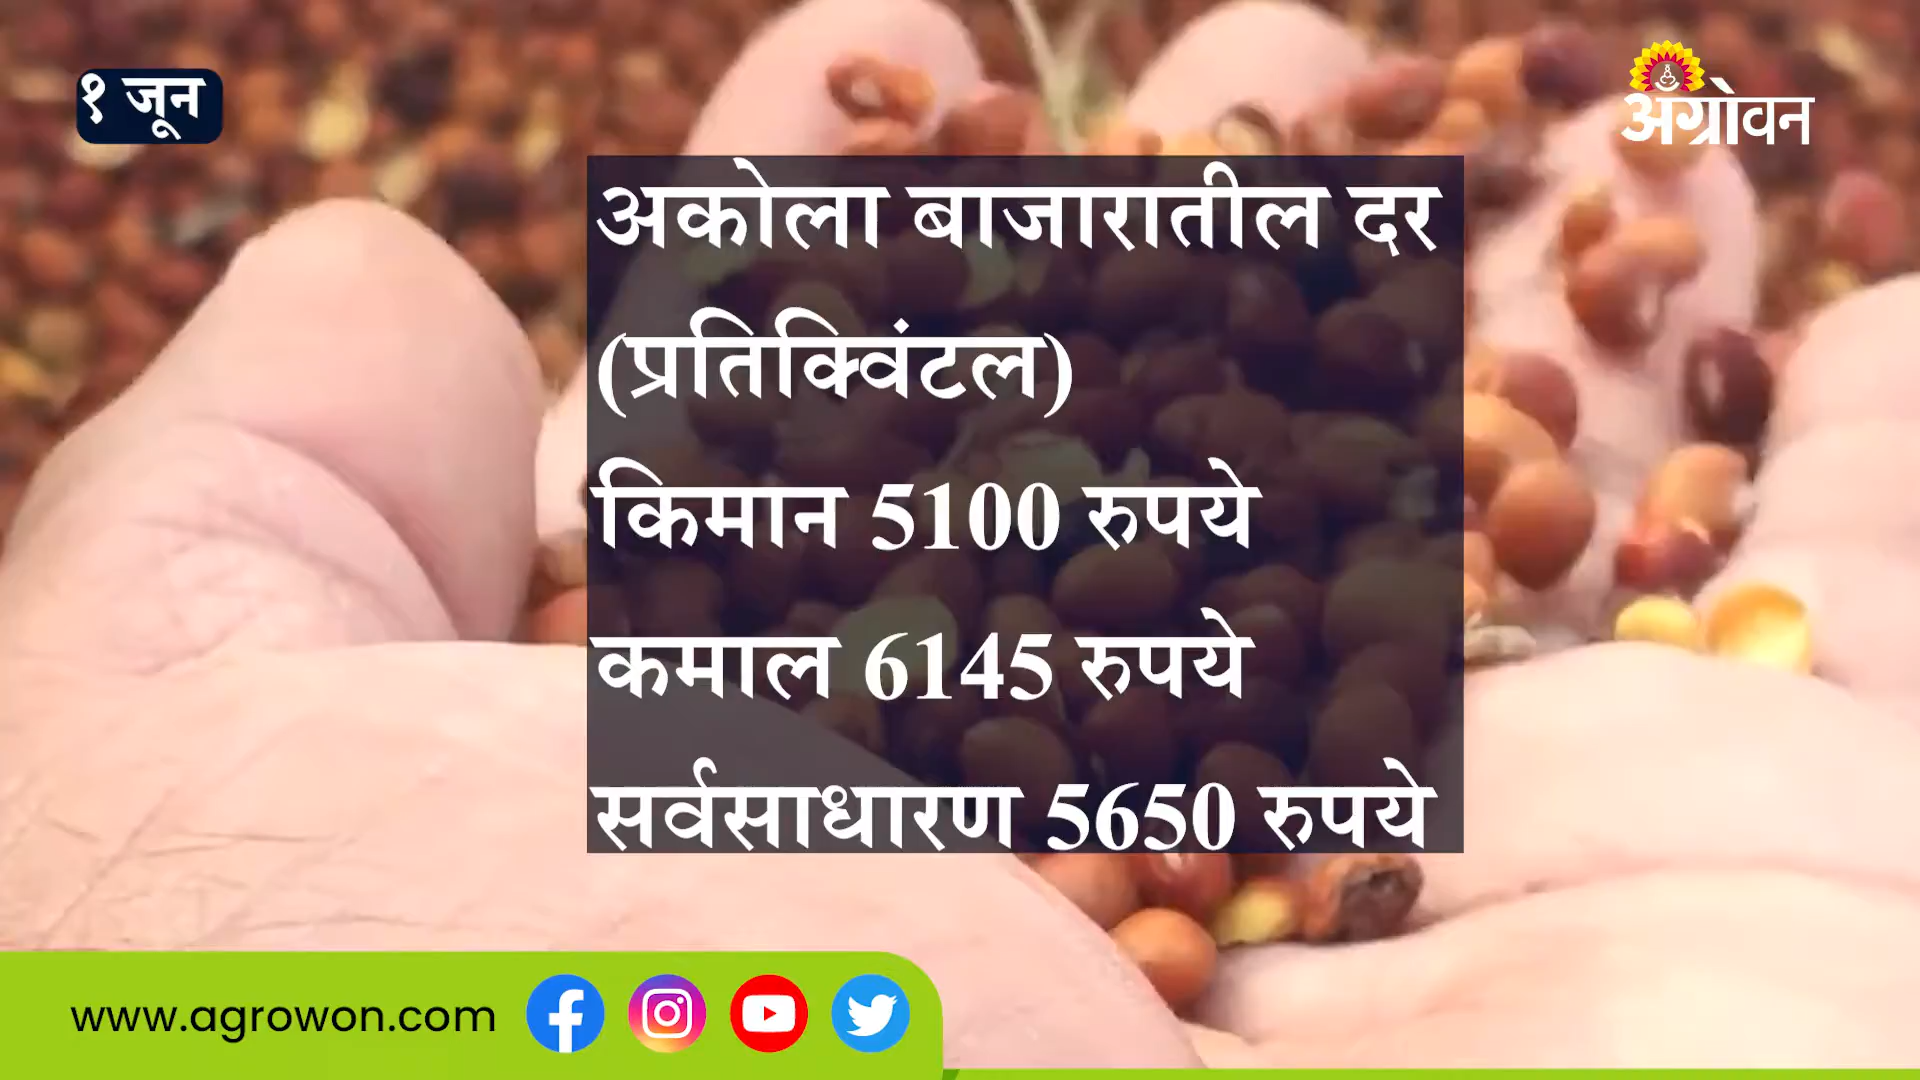 १ जून
अॅग्रोवन
अकोला बाजारातील दर
(प्रतिक्विंटल)
किमान 5100 रुपये
कमाल 6145 रुपये
सर्वसाधारण 5650 रुपये
www.agrowon.com